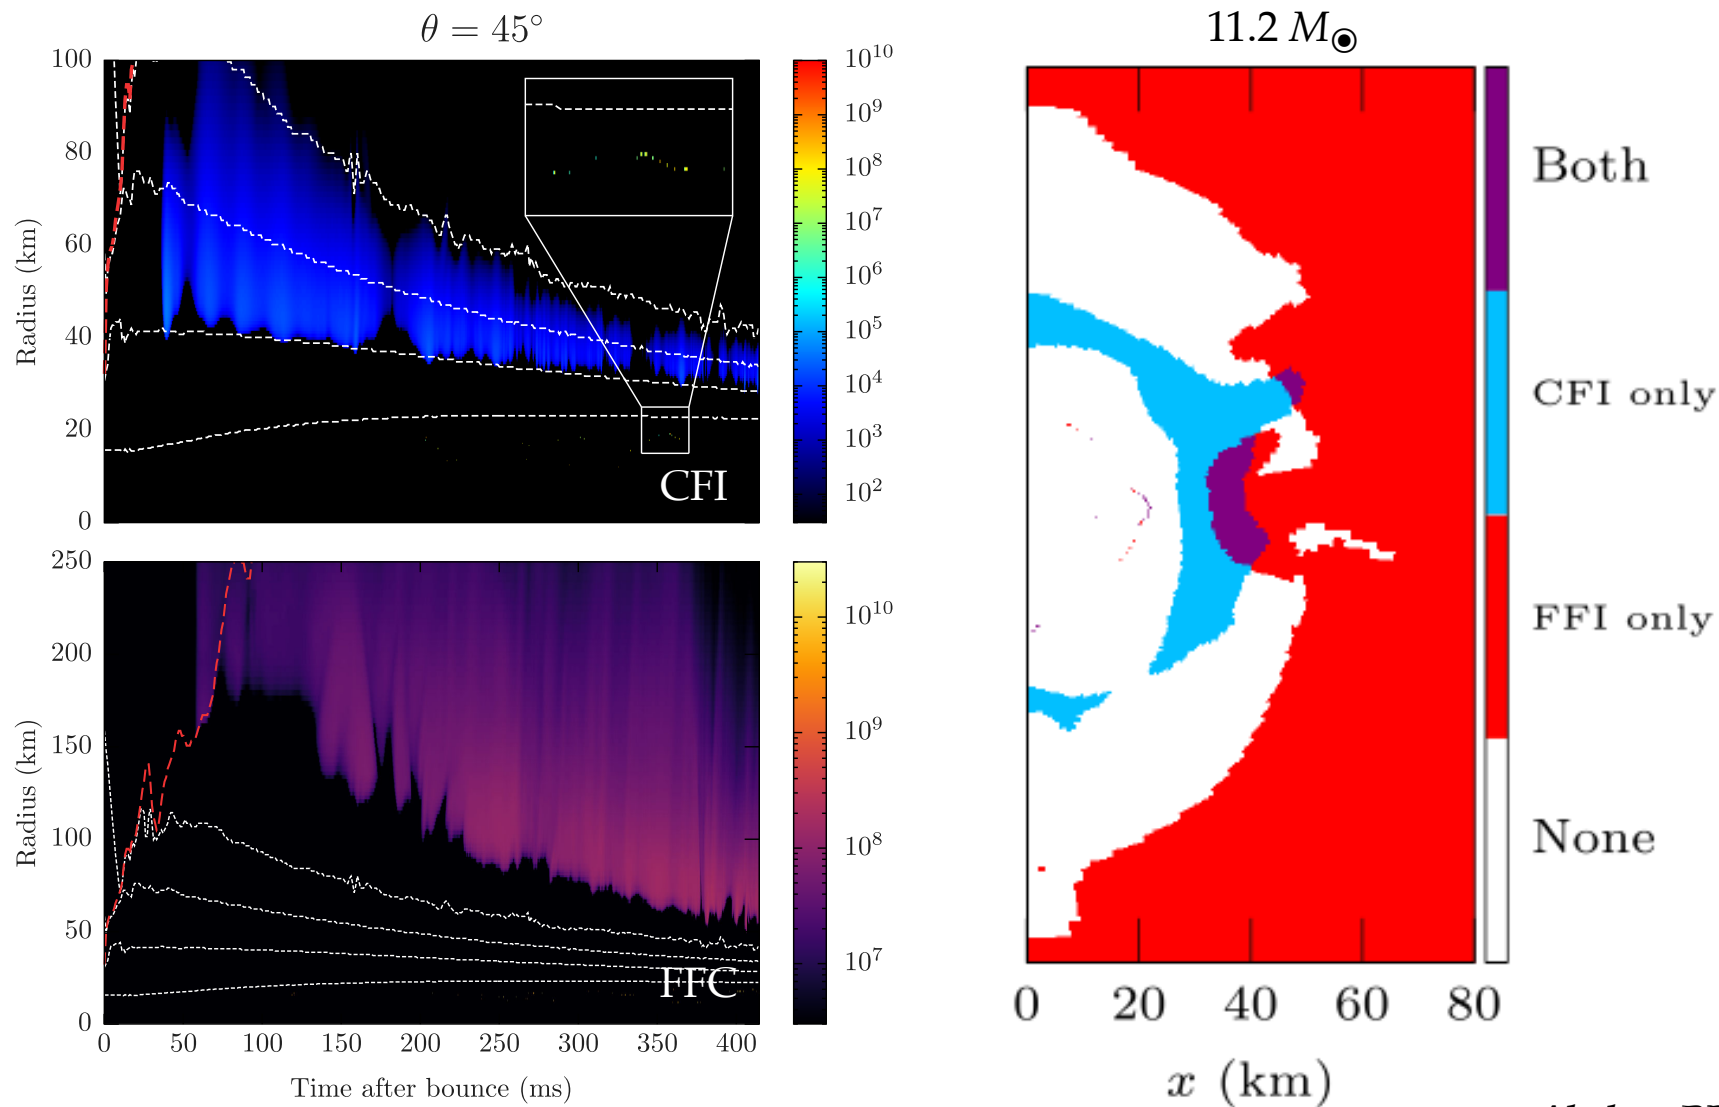 θ = 45°
100
80
60
40
20
0
Radius (km)
CFI
10^10
10^9
10^8
10^7
10^6
10^5
10^4
10^3
10^2
250
200
150
100
50
0
Radius (km)
FFC
10^10
10^9
10^8
10^7
0 50 100 150 200 250 300 350 400
Time after bounce (ms)
11.2 M☉
Both
CFI only
FFI only
None
0 20 40 60 80
x (km)